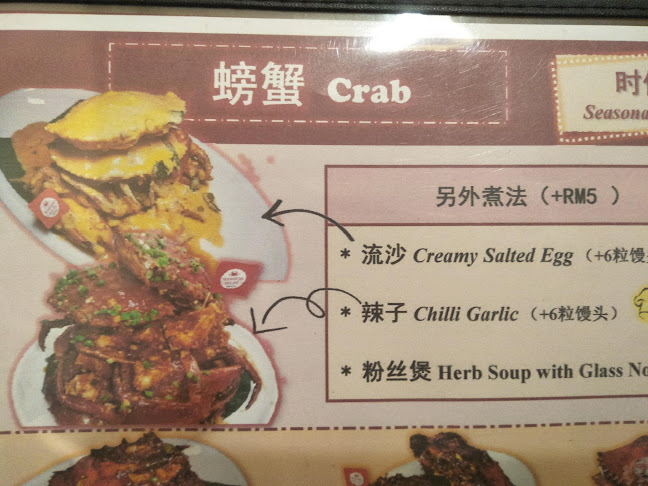 螃蟹 Crab
时
Seasona
另外煮法（+RM5 ）
* 流沙 Creamy Salted Egg （+6粒馒
* 辣子 Chilli Garlic （+6粒馒头）
* 粉丝煲 Herb Soup with Glass No